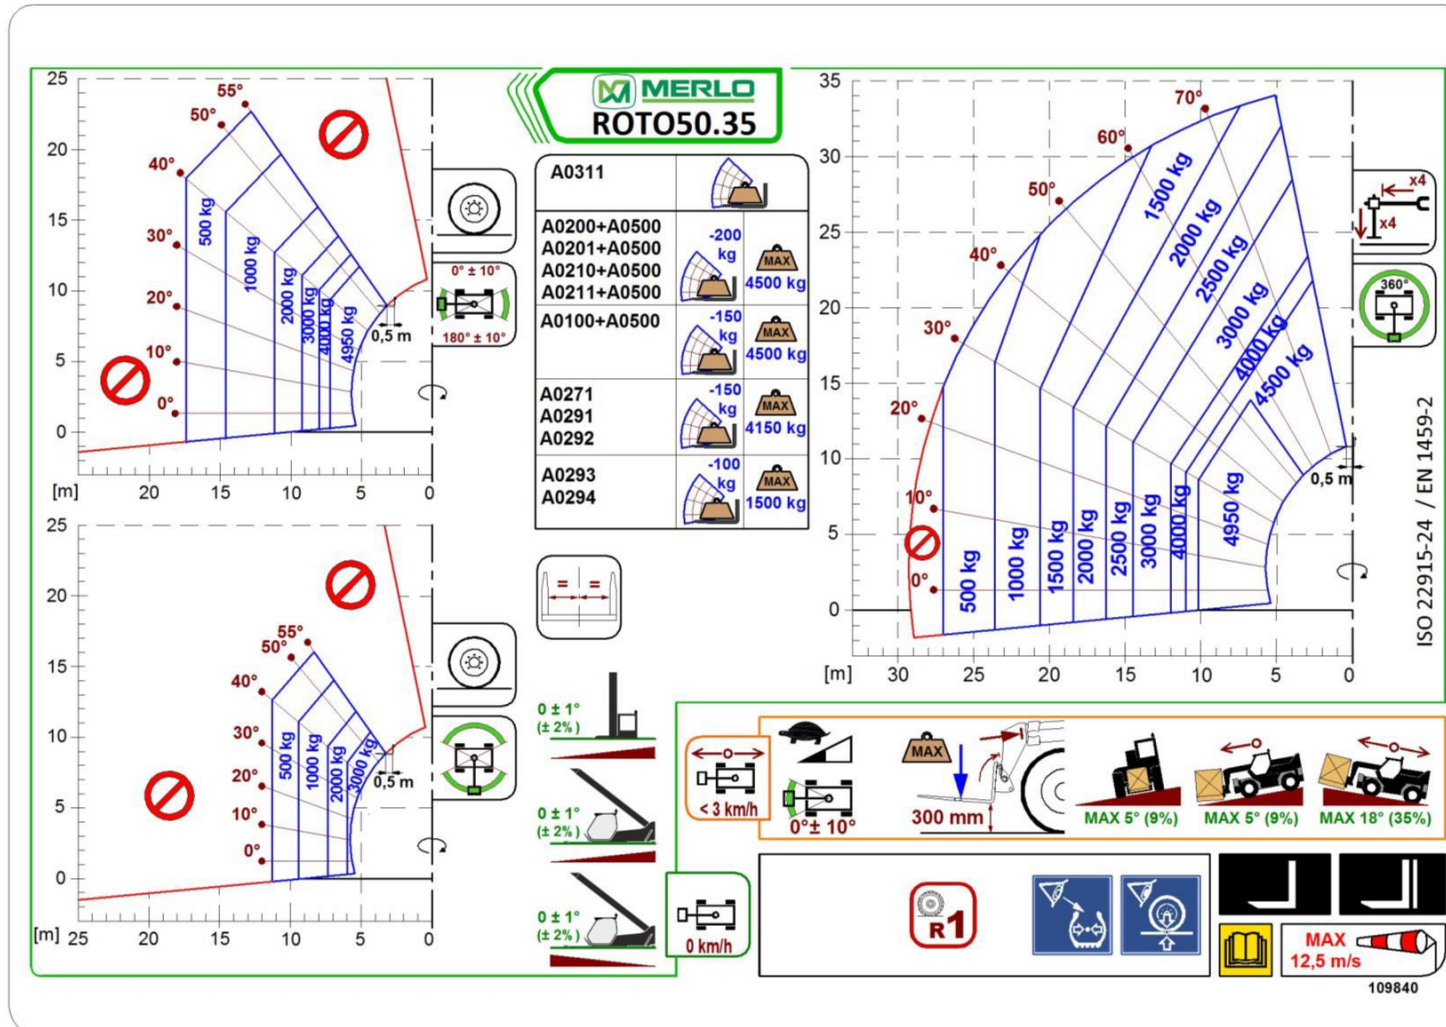 MERLO
ROTO50.35
25
20
15
10
5
0
[m]
20
15
10
5
0
55°
50°
40°
30°
20°
10°
0°
500 kg
1000 kg
2000 kg
3000 kg
4000 kg
4950 kg
0,5 m
0° ± 10°
180° ± 10°
A0311
A0200+A0500
A0201+A0500
A0210+A0500
A0211+A0500
-200
kg
MAX
4500 kg
A0100+A0500
-150
kg
MAX
4500 kg
A0271
A0291
A0292
-150
kg
MAX
4150 kg
A0293
A0294
-100
kg
MAX
1500 kg
35
30
25
20
15
10
5
0
[m]
30
25
20
15
10
5
0
70°
60°
50°
40°
30°
20°
10°
0°
1500 kg
2000 kg
2500 kg
3000 kg
4000 kg
4500 kg
500 kg
1000 kg
1500 kg
2000 kg
2500 kg
3000 kg
4000 kg
4950 kg
0,5 m
x4
x4
360°
ISO 22915-24 / EN 1459-2
25
20
15
10
5
0
[m]
25
20
15
10
5
0
55°
50°
40°
30°
20°
10°
0°
500 kg
1000 kg
2000 kg
3000 kg
0,5 m
= =
0 ± 1°
(± 2%)
0 ± 1°
(± 2%)
0 ± 1°
(± 2%)
0 km/h
< 3 km/h
0°± 10°
MAX
300 mm
MAX 5° (9%)
MAX 5° (9%)
MAX 18° (35%)
R1
MAX
12,5 m/s
109840